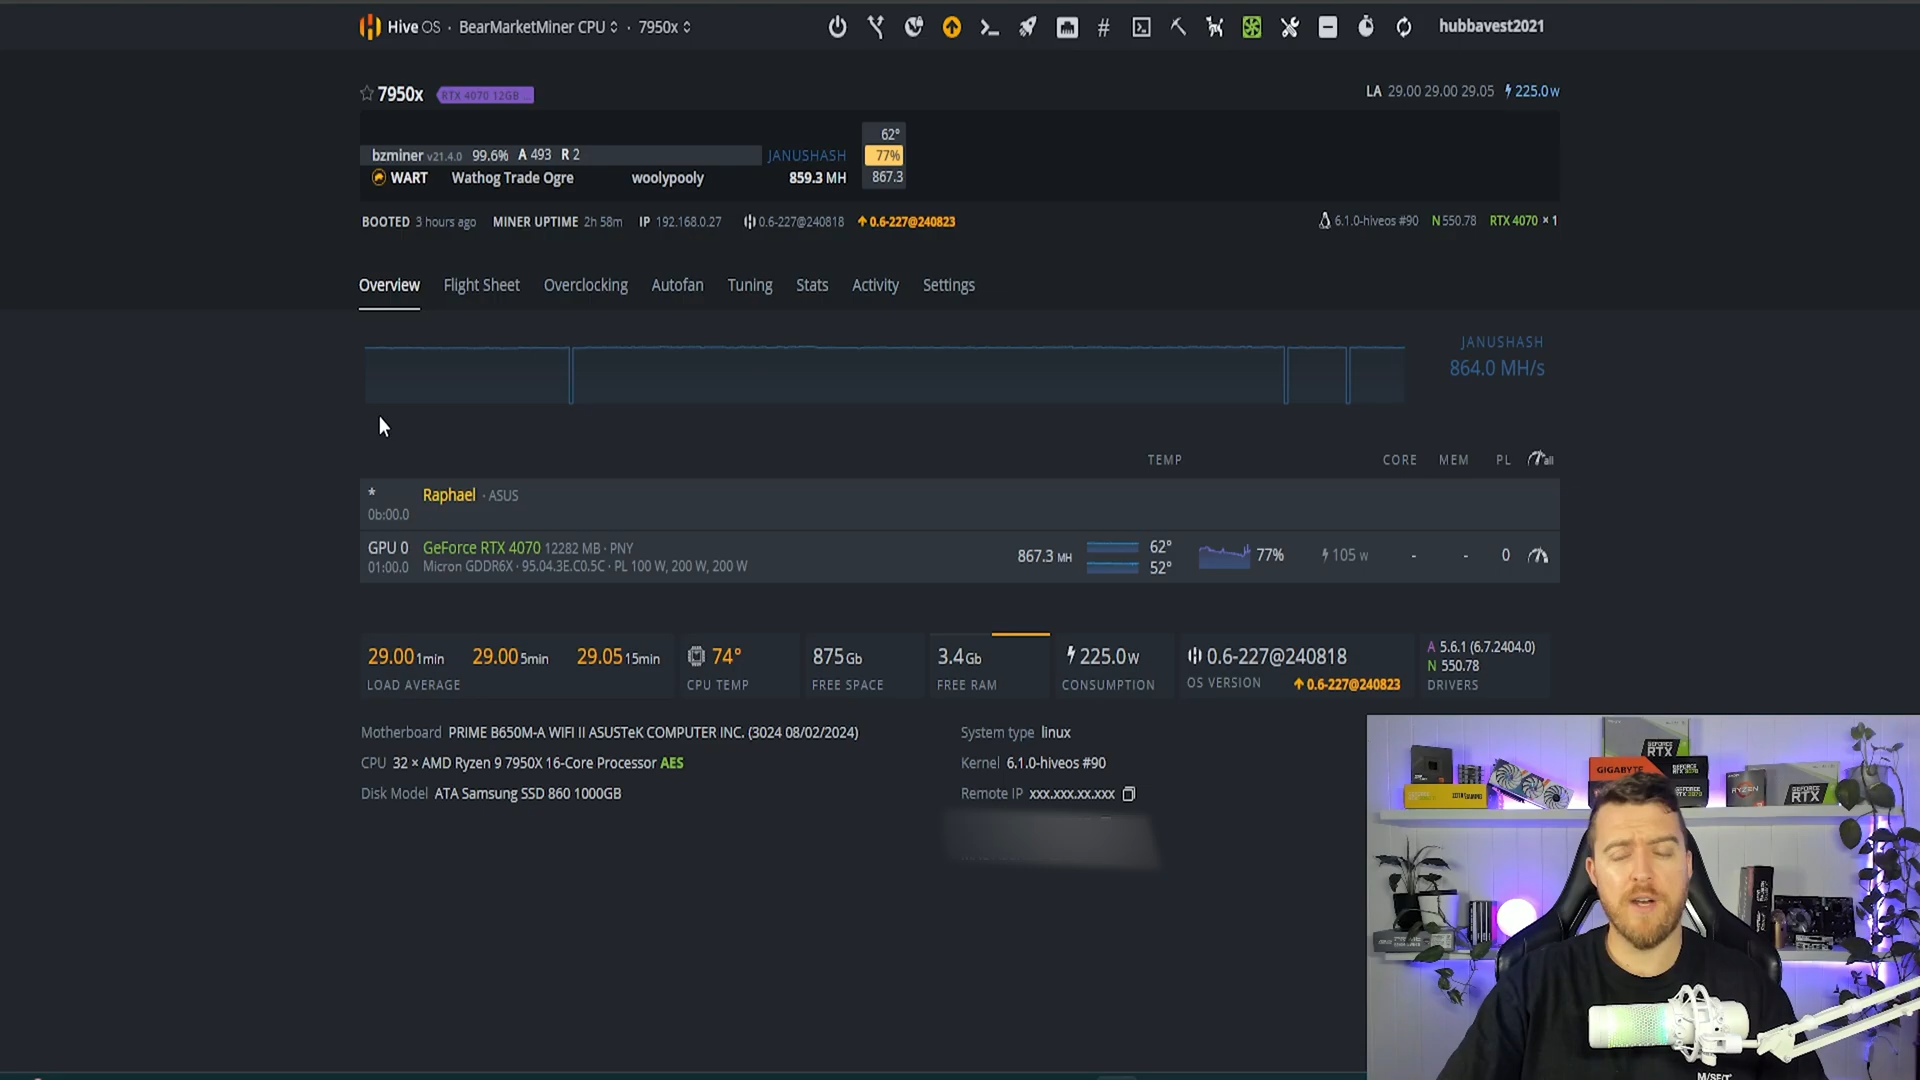 Hive OS · BearMarketMiner CPU · 7950x
hubbavest2021
7950x RTX 4070 12GB ...
LA 29.00 29.00 29.05 225.0 W
62°
bzminer v21.4.0 99.6% A 493 R 2 JANUSHASH 77%
WART Wathog Trade Ogre woolypooly 859.3 MH 867.3
BOOTED 3 hours ago MINER UPTIME 2h 58m IP 192.168.0.27 0.6-227@240818 0.6-227@240823
6.1.0-hiveos #90 N 550.78 RTX 4070 × 1
Overview Flight Sheet Overclocking Autofan Tuning Stats Activity Settings
JANUSHASH
864.0 MH/s
TEMP CORE MEM PL all
* Raphael · ASUS
0b:00.0
GPU 0 GeForce RTX 4070 12282 MB · PNY
01:00.0 Micron GDDR6X · 95.04.3E.C0.5C · PL 100 W, 200 W, 200 W
867.3 MH 62° 77% 105 W - - 0
52°
29.00 1min 29.00 5min 29.05 15min
LOAD AVERAGE
74°
CPU TEMP
875 Gb
FREE SPACE
3.4 Gb
FREE RAM
225.0 W
CONSUMPTION
0.6-227@240818
OS VERSION 0.6-227@240823
A 5.6.1 (6.7.2404.0)
N 550.78
DRIVERS
Motherboard PRIME B650M-A WIFI II ASUSTeK COMPUTER INC. (3024 08/02/2024)
CPU 32 × AMD Ryzen 9 7950X 16-Core Processor AES
Disk Model ATA Samsung SSD 860 1000GB
System type linux
Kernel 6.1.0-hiveos #90
Remote IP xxx.xxx.xx.xxx
GEFORCE
RTX
GIGABYTE
RYZEN
GEFORCE
RTX